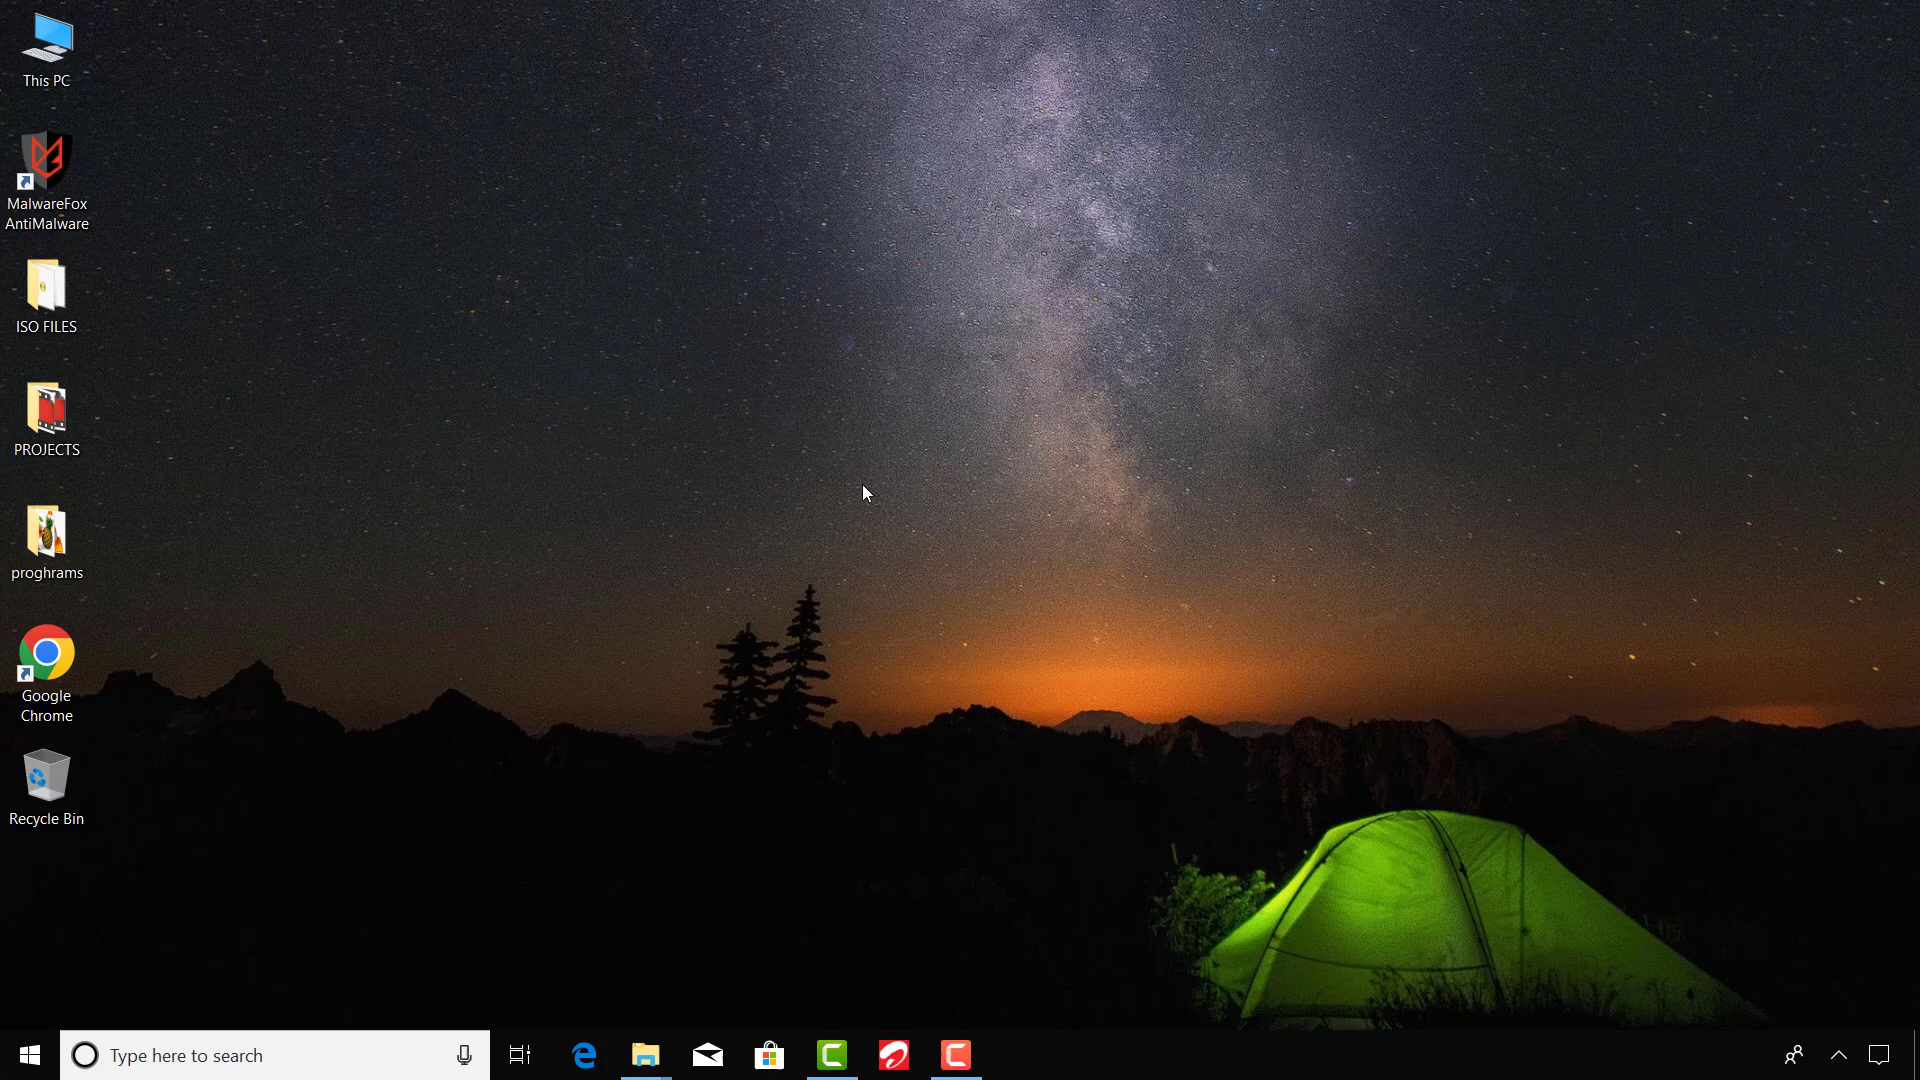 This PC
MalwareFox
AntiMalware
ISO FILES
PROJECTS
proghrams
Google
Chrome
Recycle Bin
Type here to search